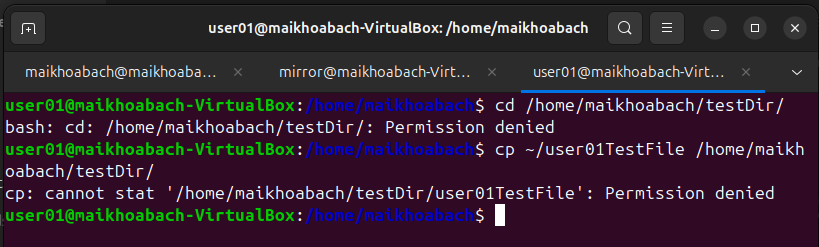 user01@maikhoabach-VirtualBox: /home/maikhoabach
maikhoabach@maikhoaba...
mirror@maikhoabach-Virt...
user01@maikhoabach-Virt...
user01@maikhoabach-VirtualBox:/home/maikhoabach$ cd /home/maikhoabach/testDir/
bash: cd: /home/maikhoabach/testDir/: Permission denied
user01@maikhoabach-VirtualBox:/home/maikhoabach$ cp ~/user01TestFile /home/maikh
oabach/testDir/
cp: cannot stat '/home/maikhoabach/testDir/user01TestFile': Permission denied
user01@maikhoabach-VirtualBox:/home/maikhoabach$